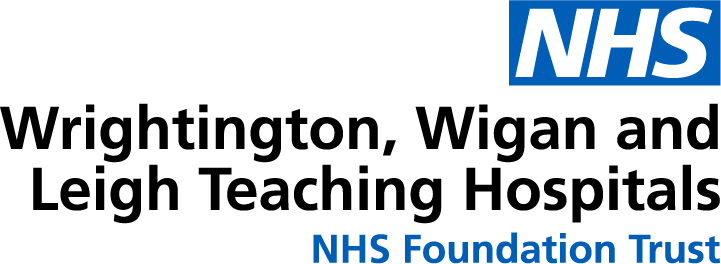 NHS
Wrightington, Wigan and
Leigh Teaching Hospitals
NHS Foundation Trust